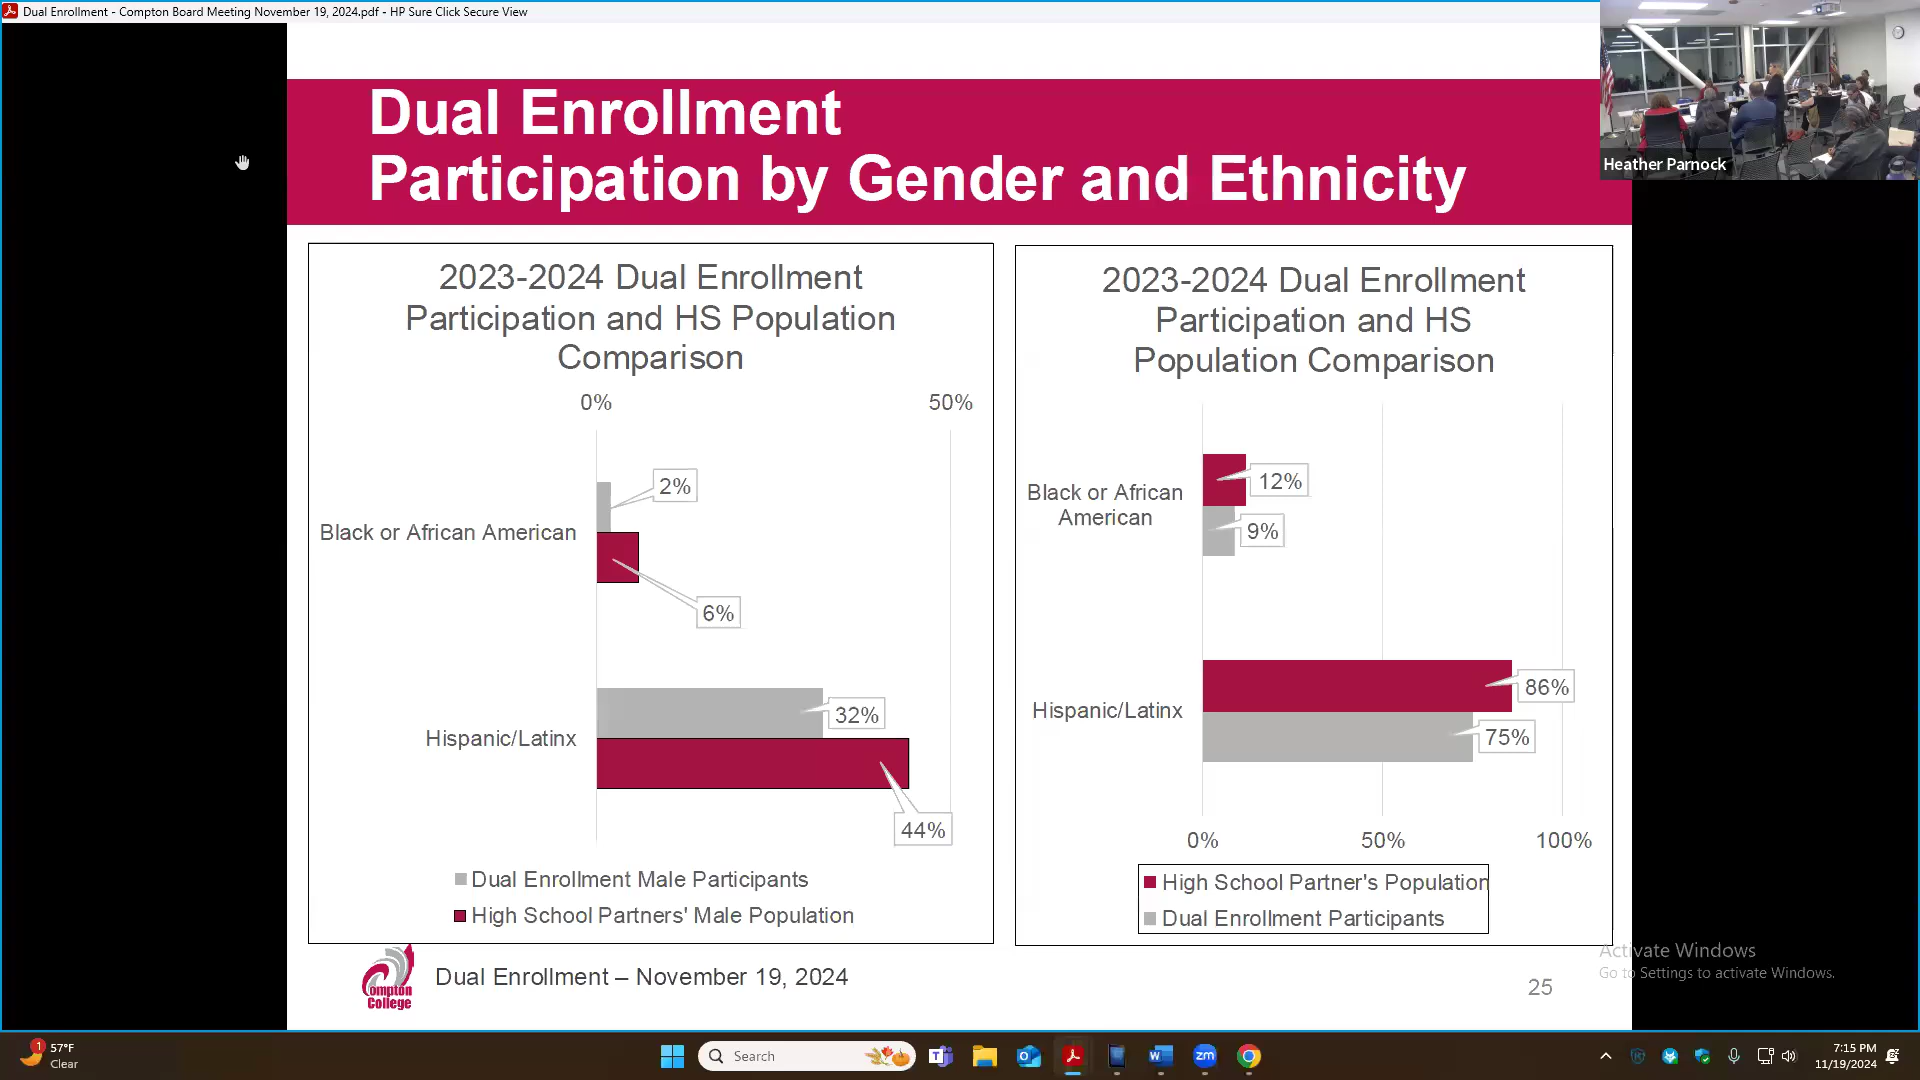 Dual Enrollment - Compton Board Meeting November 19, 2024.pdf - HP Sure Click Secure View
Heather Parnock
Dual Enrollment
Participation by Gender and Ethnicity
2023-2024 Dual Enrollment
Participation and HS Population
Comparison
0%
50%
Black or African American
2%
6%
Hispanic/Latinx
32%
44%
Dual Enrollment Male Participants
High School Partners' Male Population
2023-2024 Dual Enrollment
Participation and HS
Population Comparison
Black or African
American
12%
9%
Hispanic/Latinx
86%
75%
0%
50%
100%
High School Partner's Population
Dual Enrollment Participants
Compton
College
Dual Enrollment – November 19, 2024
25
Activate Windows
Go to Settings to activate Windows.
1
57°F
Clear
Search
zm
7:15 PM
11/19/2024